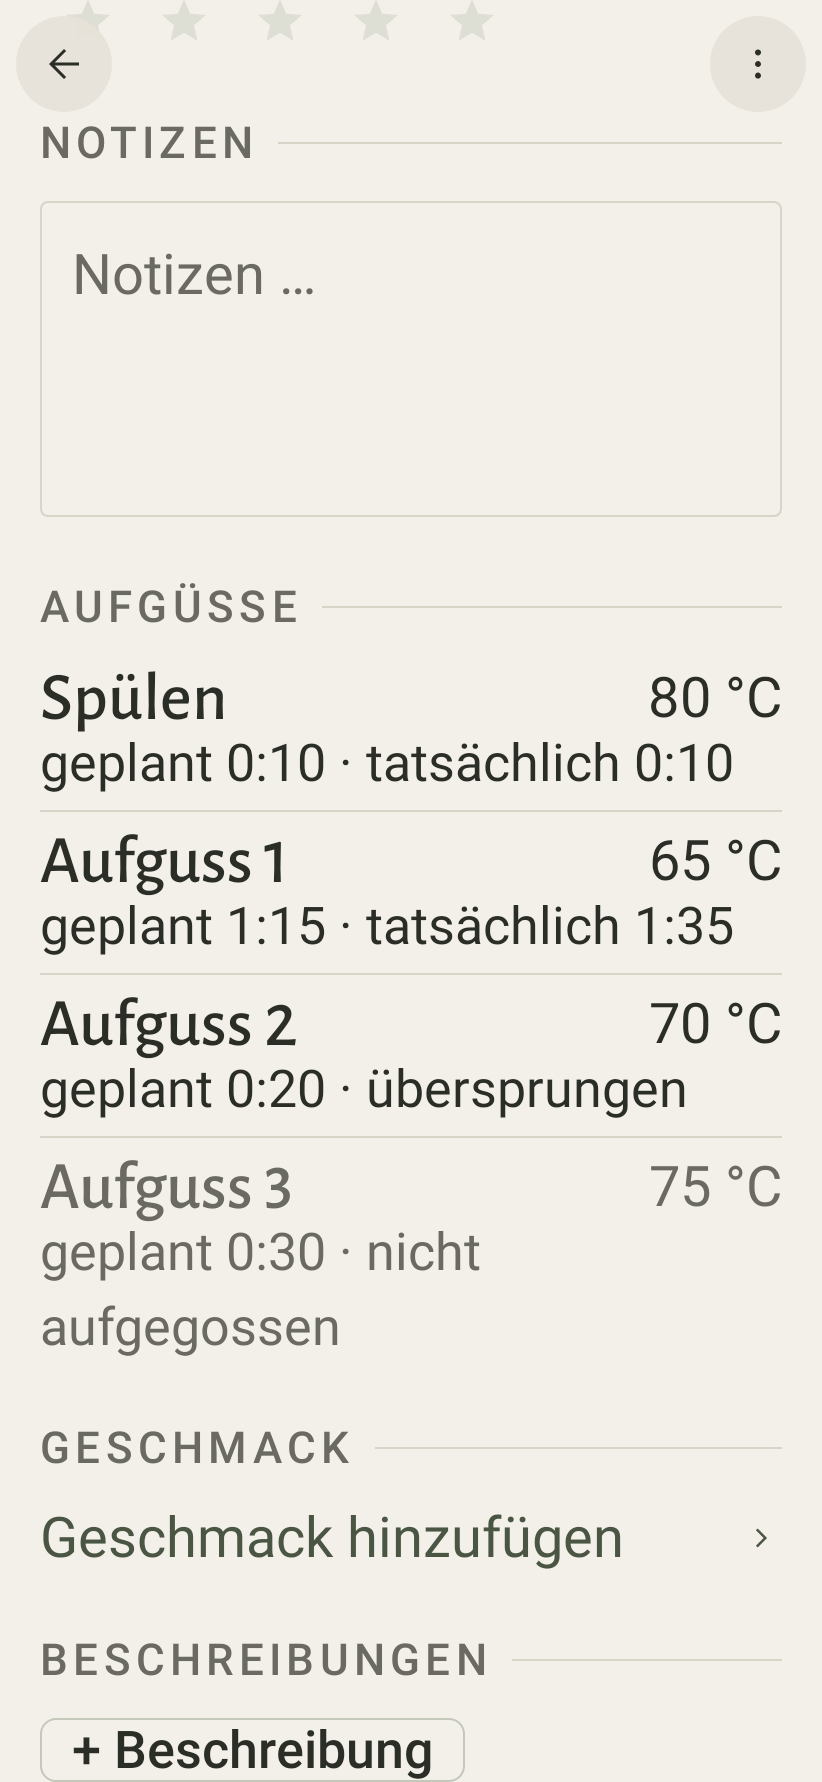 NOTIZEN
Notizen …
AUFGÜSSE
Spülen 80 °C
geplant 0:10 · tatsächlich 0:10
Aufguss 1 65 °C
geplant 1:15 · tatsächlich 1:35
Aufguss 2 70 °C
geplant 0:20 · übersprungen
Aufguss 3 75 °C
geplant 0:30 · nicht
aufgegossen
GESCHMACK
Geschmack hinzufügen
BESCHREIBUNGEN
+ Beschreibung